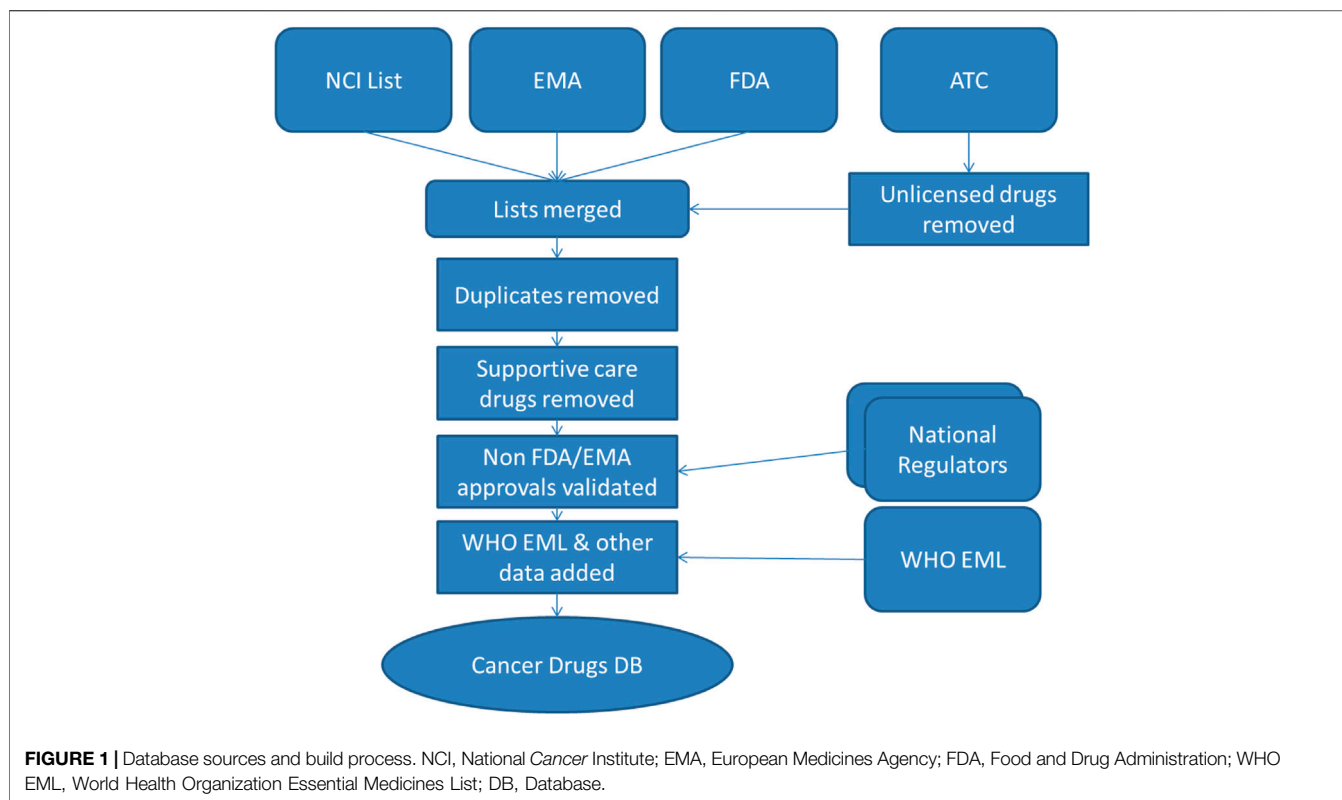 NCI List
EMA
FDA
ATC
Lists merged
Unlicensed drugs
removed
Duplicates removed
Supportive care
drugs removed
Non FDA/EMA
approvals validated
National
Regulators
WHO EML & other
data added
WHO EML
Cancer Drugs DB
FIGURE 1 | Database sources and build process. NCI, National Cancer Institute; EMA, European Medicines Agency; FDA, Food and Drug Administration; WHO
EML, World Health Organization Essential Medicines List; DB, Database.